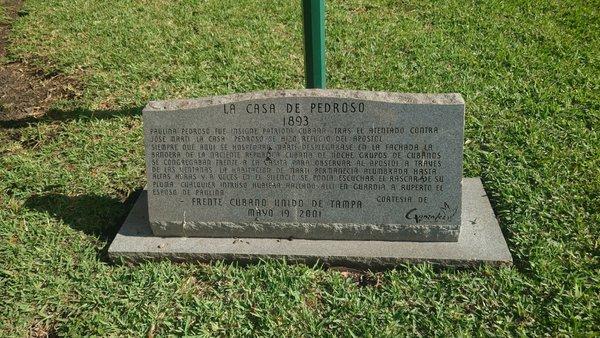 LA CASA DE PEDROSO
1893
PAULINA PEDROSO FUE INSIGNE PATRIOTA CUBANA. TRAS EL ATENTADO CONTRA
JOSE MARTI LA CASA PEDROSO SE HIZO REFUGIO DEL APOSTOL.
SIEMPRE QUE AQUI SE HOSPEDARA MARTI DESPLEGABASE EN LA FACHADA LA
BANDERA DE LA NACIENTE REPUBLICA CUBANA. DE NOCHE GRUPOS DE CUBANOS
SE CONGREGABAN FRENTE A LA CASITA PARA OBSERVAR AL APOSTOL A TRAVES
DE LAS VENTANAS. LA HABITACION DE MARTI PERMANECIA ALUMBRADA HASTA
ALTAS HORAS Y A VECES EN EL SILENCIO SE PODIA ESCUCHAR EL RASCAR DE SU
PLUMA. CUALQUIER INTRUSO HUBIERA HALLADO ALLI EN GUARDIA A RUPERTO EL
ESPOSO DE PAULINA.
CORTESIA DE
Gonzalez
- FRENTE CUBANO UNIDO DE TAMPA
MAYO 19, 2001